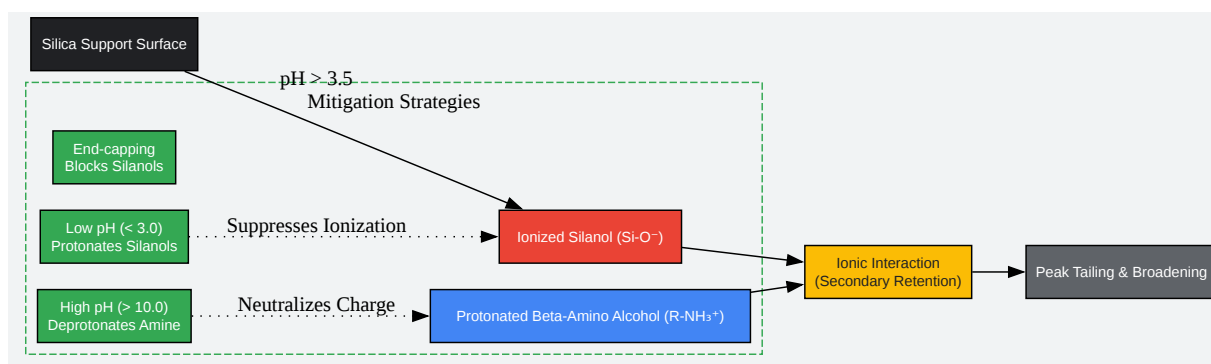 Silica Support Surface
pH > 3.5
Mitigation Strategies
End-capping
Blocks Silanols
Low pH (< 3.0)
Protonates Silanols
Suppresses Ionization
Ionized Silanol (Si-O⁻)
High pH (> 10.0)
Deprotonates Amine
Neutralizes Charge
Protonated Beta-Amino Alcohol (R-NH₃⁺)
Ionic Interaction
(Secondary Retention)
Peak Tailing & Broadening